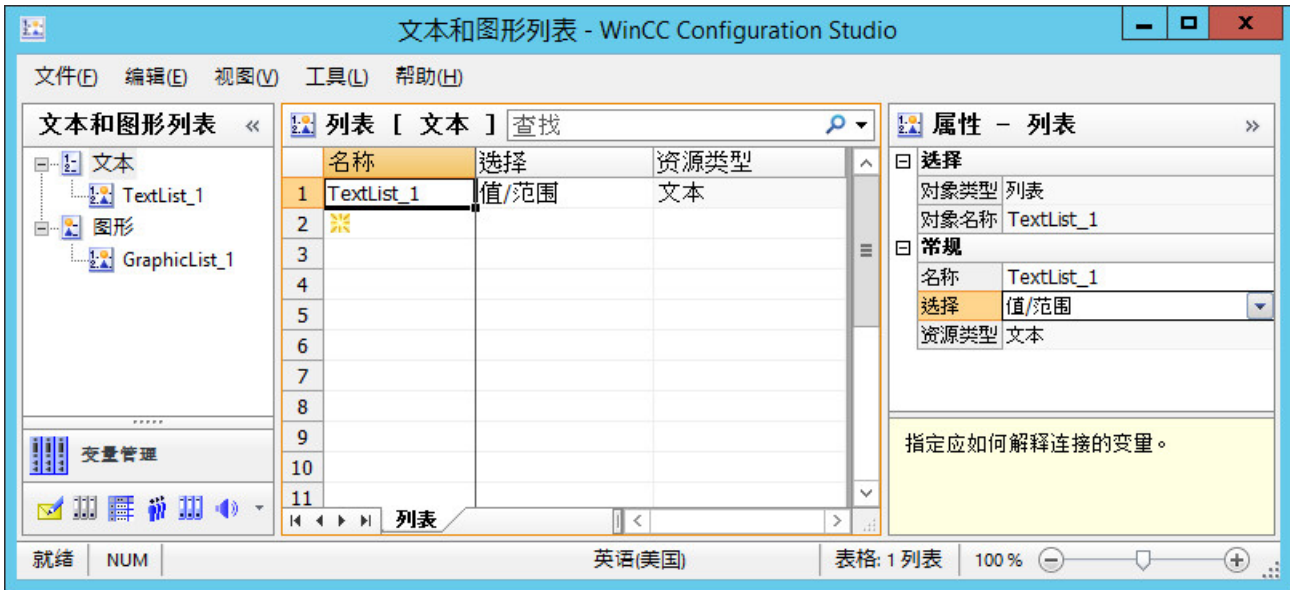 文本和图形列表 - WinCC Configuration Studio
文件(F) 编辑(E) 视图(V) 工具(L) 帮助(H)
文本和图形列表 «
文本
TextList_1
图形
GraphicList_1
变量管理
列表 [ 文本 ] 查找
名称 选择 资源类型
1 TextList_1 值/范围 文本
2
3
4
5
6
7
8
9
10
11
列表
属性 - 列表 »
选择
对象类型 列表
对象名称 TextList_1
常规
名称 TextList_1
选择 值/范围
资源类型 文本
指定应如何解释连接的变量。
就绪 NUM 英语(美国) 表格: 1 列表 100 %